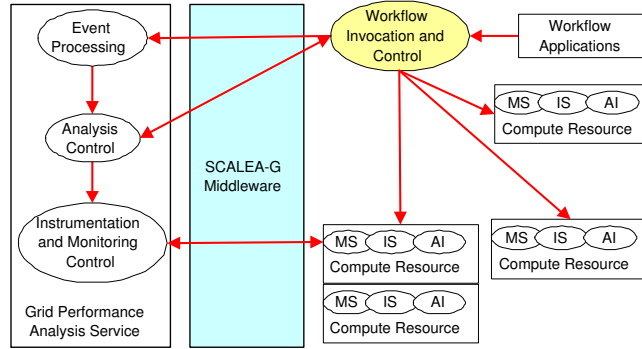 Event
Processing
Analysis
Control
Instrumentation
and Monitoring
Control
Grid Performance
Analysis Service
SCALEA-G
Middleware
Workflow
Invocation and
Control
Workflow
Applications
MS IS AI
Compute Resource
MS IS AI
Compute Resource
MS IS AI
Compute Resource
MS IS AI
Compute Resource